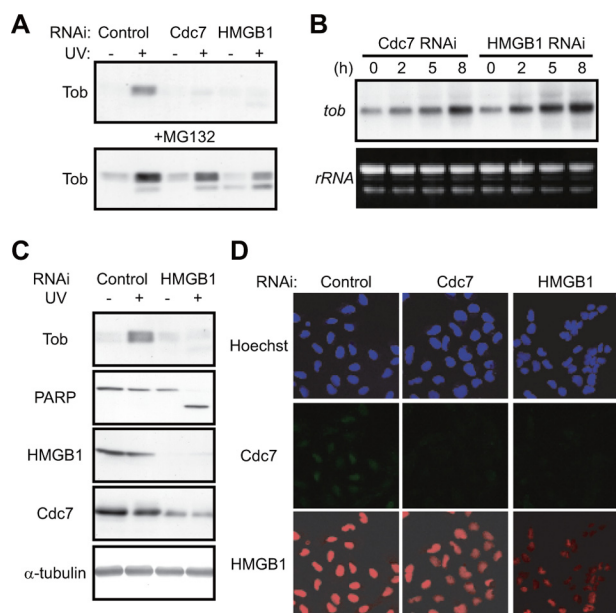 A
RNAi: Control Cdc7 HMGB1
UV: - + - + - +
Tob
+MG132
Tob
B
Cdc7 RNAi HMGB1 RNAi
(h) 0 2 5 8 0 2 5 8
tob
rRNA
C
RNAi Control HMGB1
UV - + - +
Tob
PARP
HMGB1
Cdc7
α-tubulin
D
RNAi: Control Cdc7 HMGB1
Hoechst
Cdc7
HMGB1